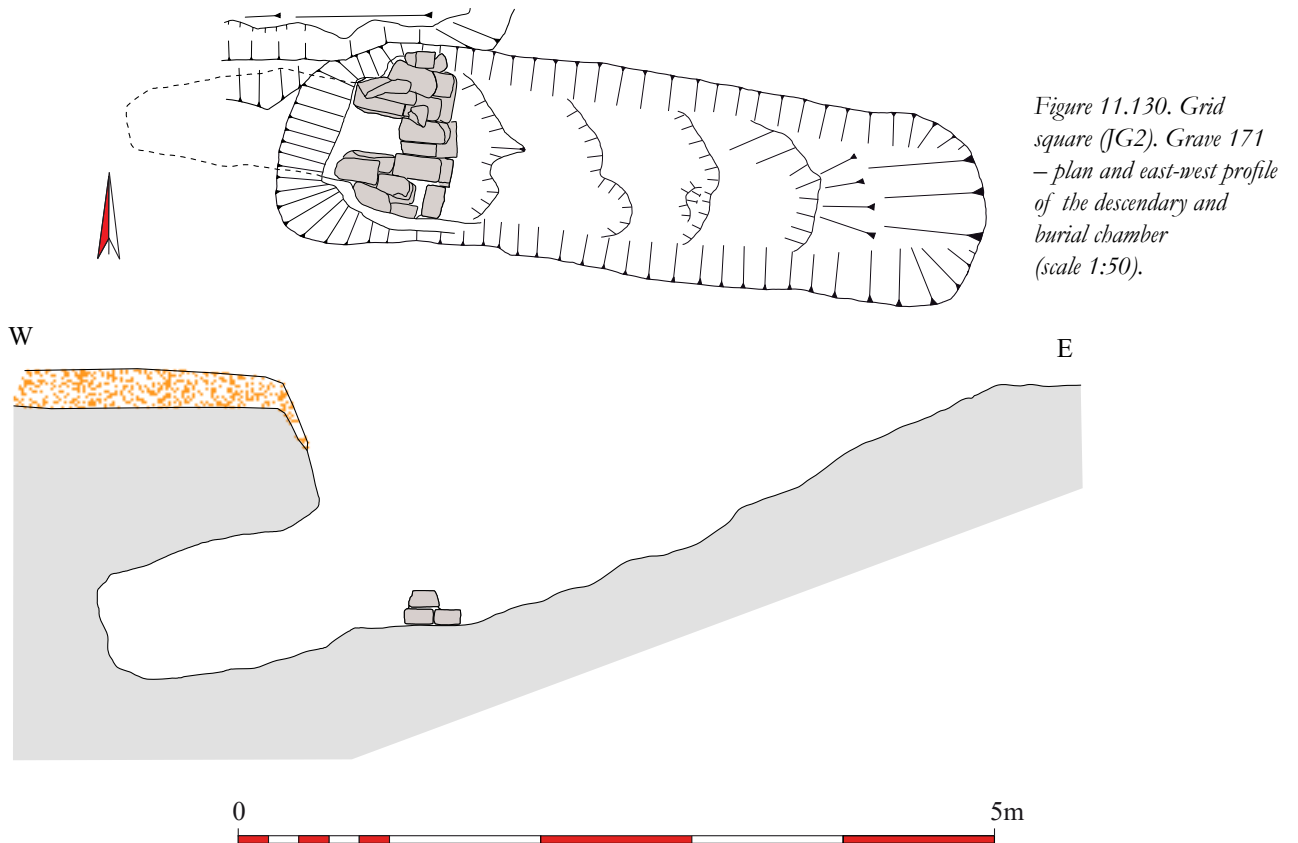 Figure 11.130. Grid
square (JG2). Grave 171
– plan and east-west profile
of the descendary and
burial chamber
(scale 1:50).
W
E
0
5m